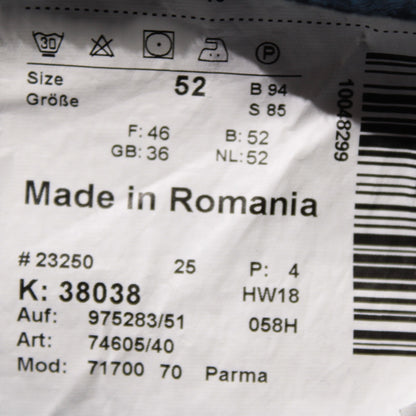 30 P
Size 52 B 94
Größe S 85
F: 46 B: 52
GB: 36 NL: 52
10048299
Made in Romania
# 23250 25 P: 4
K: 38038 HW18
Auf: 975283/51 058H
Art: 74605/40
Mod: 71700 70 Parma